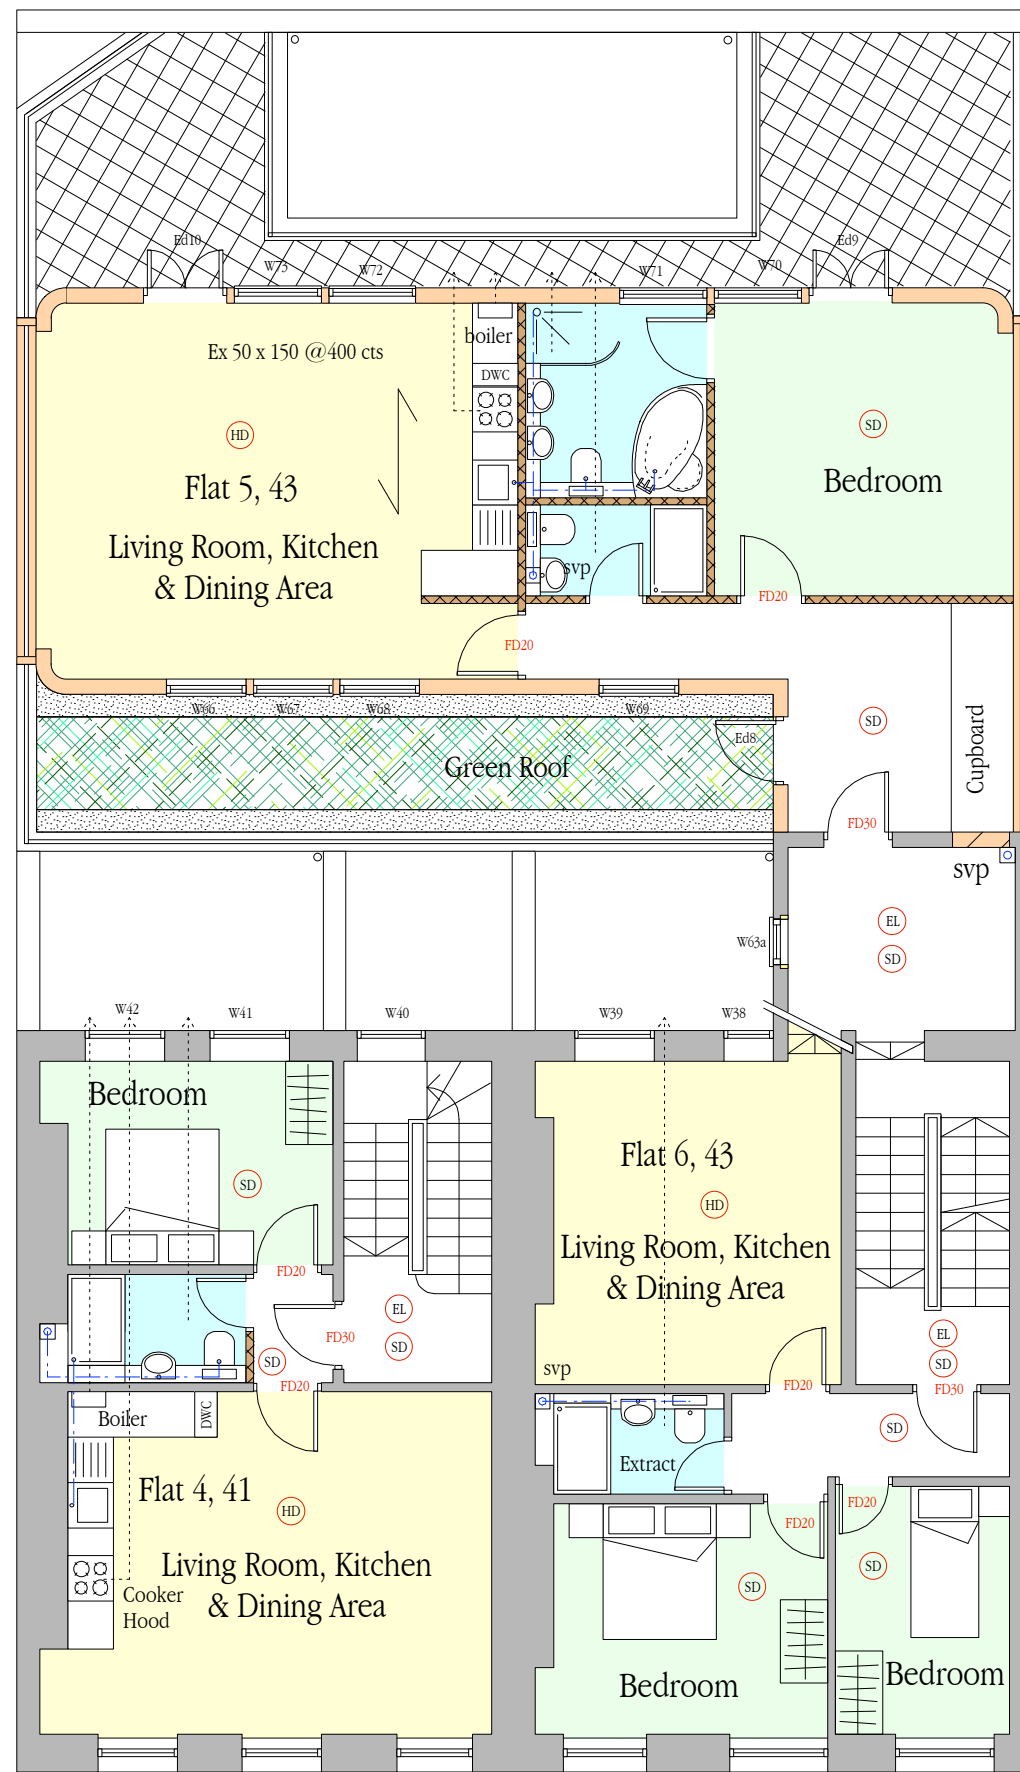 Ed10
Ed9
W73
W72
W71
W70
boiler
Ex 50 x 150 @400 cts
DWC
HD
SD
Flat 5, 43
Bedroom
Living Room, Kitchen
& Dining Area
svp
FD20
FD20
W66
W67
W68
W69
SD
Ed8
Cupboard
Green Roof
FD30
svp
EL
W63a
SD
W42
W41
W40
W39
W38
Bedroom
Flat 6, 43
SD
HD
Living Room, Kitchen
& Dining Area
FD20
EL
FD30
SD
EL
SD
SD
FD20
svp
FD20
FD30
Boiler
DWC
SD
Extract
Flat 4, 41
HD
FD20
FD20
Living Room, Kitchen
& Dining Area
Cooker
Hood
SD
SD
Bedroom
Bedroom